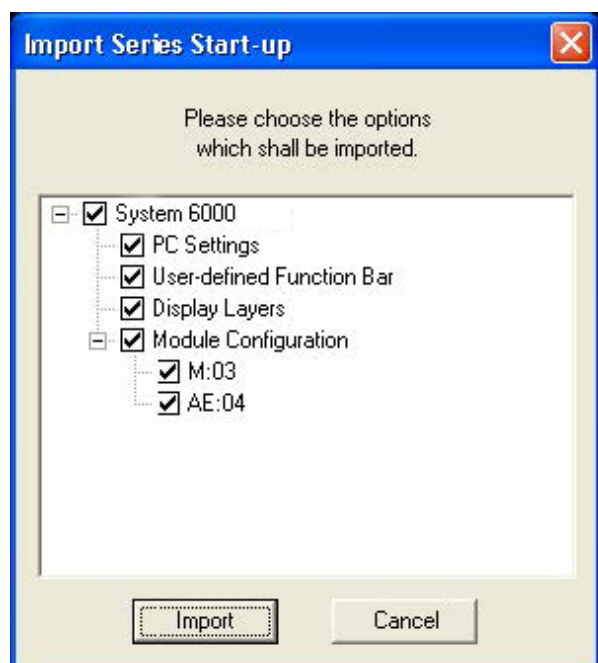 Import Series Start-up
Please choose the options
which shall be imported.
System 6000
PC Settings
User-defined Function Bar
Display Layers
Module Configuration
M:03
AE:04
Import
Cancel